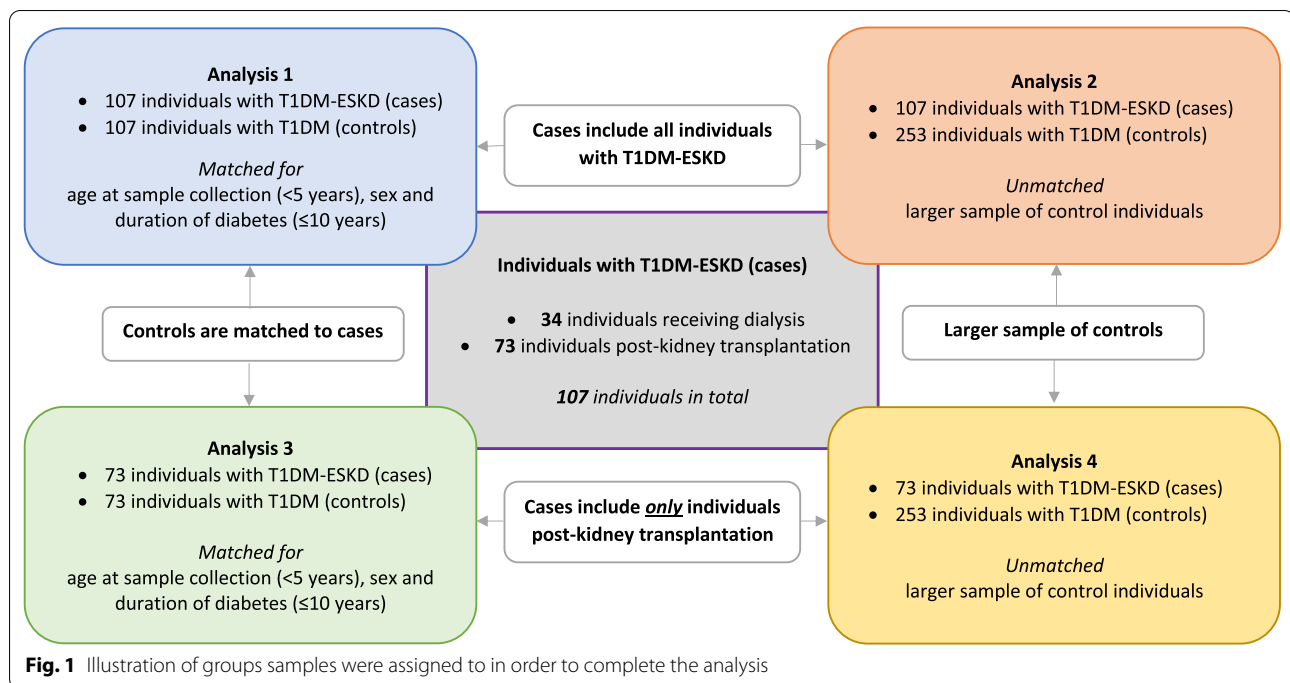 Analysis 1
• 107 individuals with T1DM-ESKD (cases)
• 107 individuals with T1DM (controls)
Matched for
age at sample collection (<5 years), sex and
duration of diabetes (≤10 years)
Cases include all individuals
with T1DM-ESKD
Analysis 2
• 107 individuals with T1DM-ESKD (cases)
• 253 individuals with T1DM (controls)
Unmatched
larger sample of control individuals
Controls are matched to cases
Individuals with T1DM-ESKD (cases)
• 34 individuals receiving dialysis
• 73 individuals post-kidney transplantation
107 individuals in total
Larger sample of controls
Analysis 3
• 73 individuals with T1DM-ESKD (cases)
• 73 individuals with T1DM (controls)
Matched for
age at sample collection (<5 years), sex and
duration of diabetes (≤10 years)
Cases include only individuals
post-kidney transplantation
Analysis 4
• 73 individuals with T1DM-ESKD (cases)
• 253 individuals with T1DM (controls)
Unmatched
larger sample of control individuals
Fig. 1 Illustration of groups samples were assigned to in order to complete the analysis